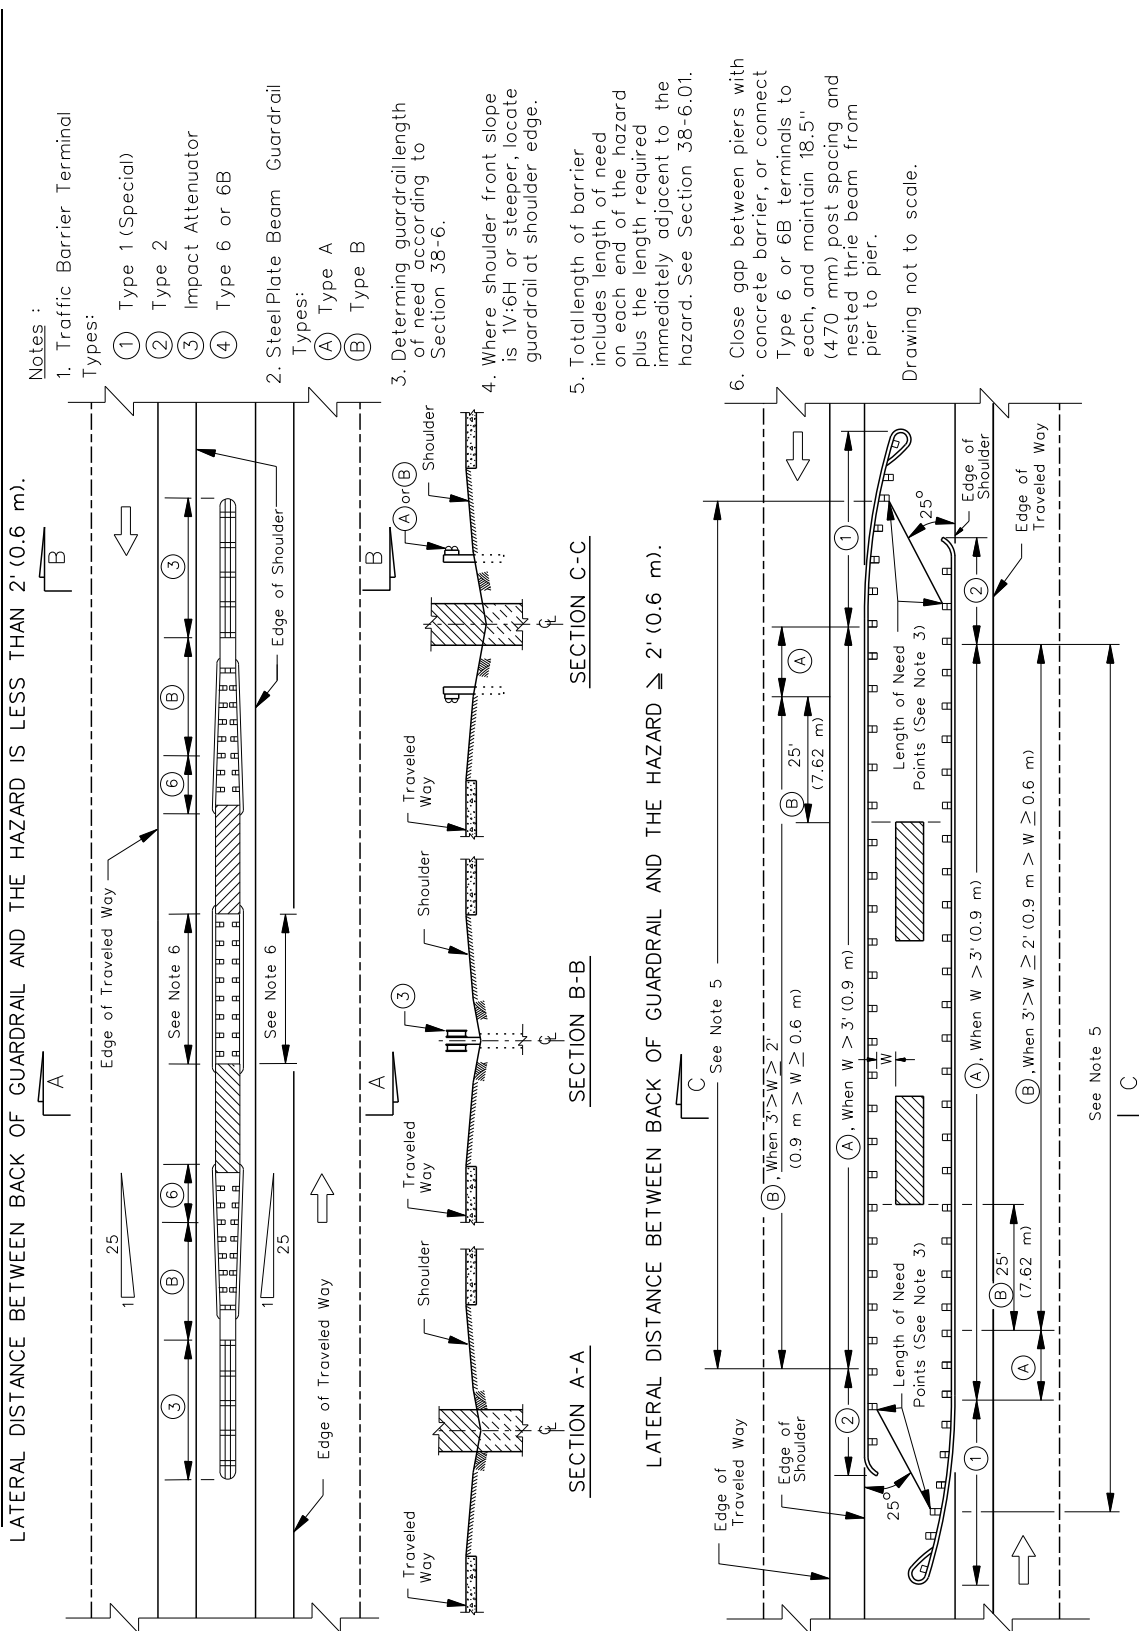 LATERAL DISTANCE BETWEEN BACK OF GUARDRAIL AND THE HAZARD IS LESS THAN 2' (0.6 m).
A
B
Edge of Traveled Way
25
1
3
B
6
See Note 6
6
B
3
See Note 6
Edge of Shoulder
1
25
Edge of Traveled Way
A
B
3
A or B
Traveled
Way
Shoulder
Traveled
Way
Shoulder
Traveled
Way
Shoulder
℄
℄
℄
SECTION A-A
SECTION B-B
SECTION C-C
Notes :
1. Traffic Barrier Terminal
Types:
1 Type 1 (Special)
2 Type 2
3 Impact Attenuator
4 Type 6 or 6B
2. Steel Plate Beam Guardrail
Types:
A Type A
B Type B
3. Determing guardrail length
of need according to
Section 38-6.
4. Where shoulder front slope
is 1V:6H or steeper, locate
guardrail at shoulder edge.
5. Total length of barrier
includes length of need
on each end of the hazard
plus the length required
immediately adjacent to the
hazard. See Section 38-6.01.
6. Close gap between piers with
concrete barrier, or connect
Type 6 or 6B terminals to
each, and maintain 18.5"
(470 mm) post spacing and
nested thrie beam from
pier to pier.
Drawing not to scale.
LATERAL DISTANCE BETWEEN BACK OF GUARDRAIL AND THE HAZARD ≥ 2' (0.6 m).
C
See Note 5
B, When 3'>W ≥ 2'
(0.9 m > W ≥ 0.6 m)
B 25'
(7.62 m)
A
Edge of
Traveled Way
Edge of
Shoulder
2
A, When W > 3' (0.9 m)
1
25°
Length of Need
Points (See Note 3)
W
Length of Need
Points (See Note 3)
25°
Edge of
Shoulder
Edge of
Traveled Way
1
A, When W > 3' (0.9 m)
2
B 25'
(7.62 m)
A
B, When 3'>W ≥ 2' (0.9 m > W ≥ 0.6 m)
See Note 5
C